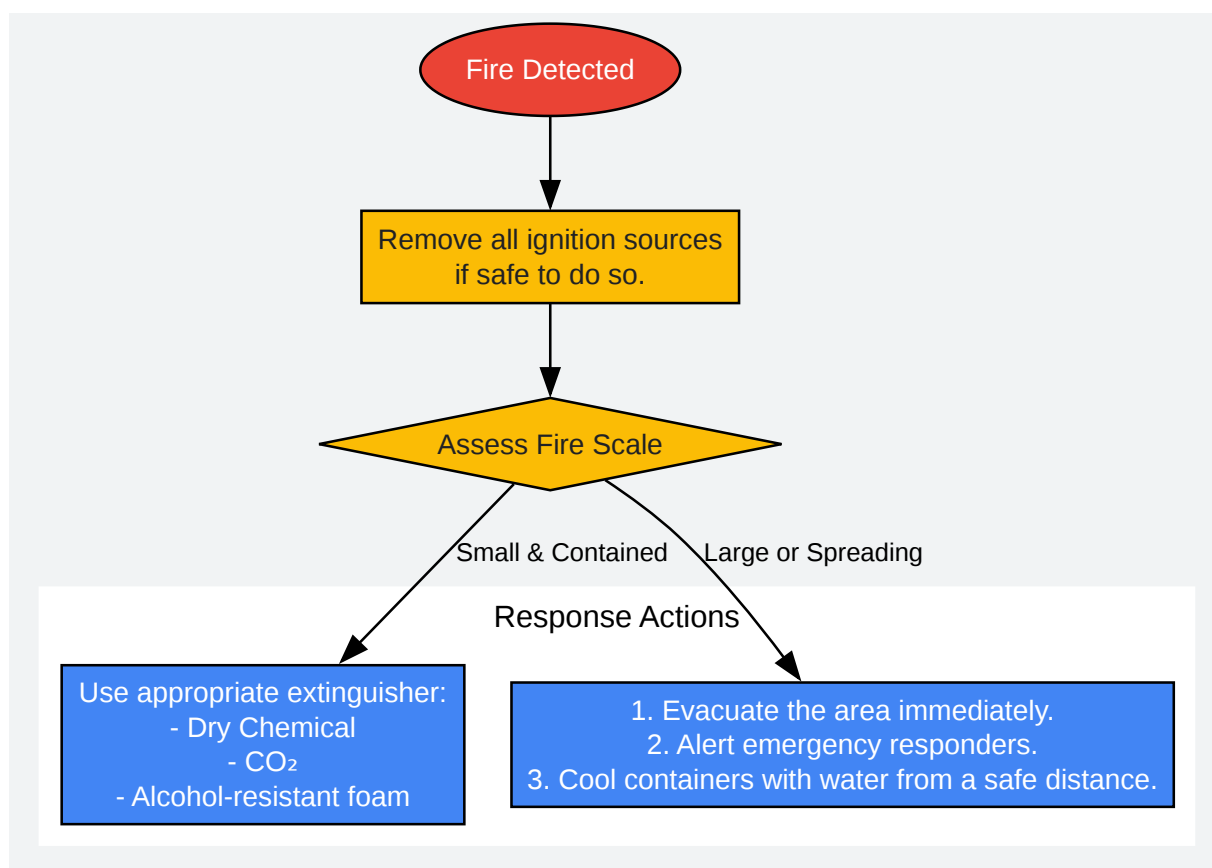 Fire Detected
Remove all ignition sources
if safe to do so.
Assess Fire Scale
Small & Contained
Large or Spreading
Response Actions
Use appropriate extinguisher:
- Dry Chemical
- CO₂
- Alcohol-resistant foam
1. Evacuate the area immediately.
2. Alert emergency responders.
3. Cool containers with water from a safe distance.